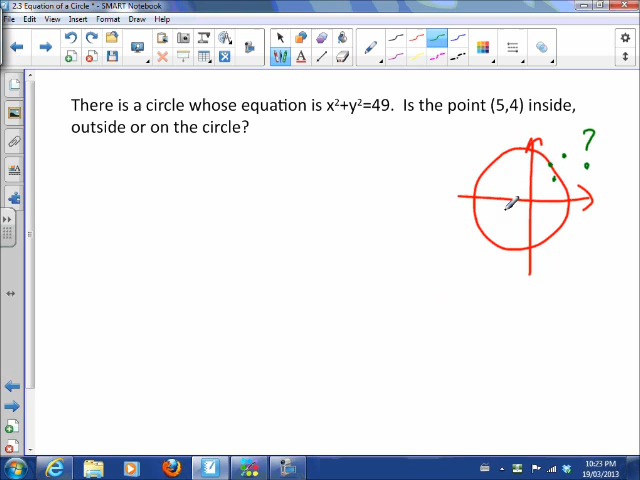 2.3 Equation of a Circle * - SMART Notebook
File Edit View Insert Format Draw Help
There is a circle whose equation is x²+y²=49. Is the point (5,4) inside,
outside or on the circle?
?
10:23 PM
19/03/2013